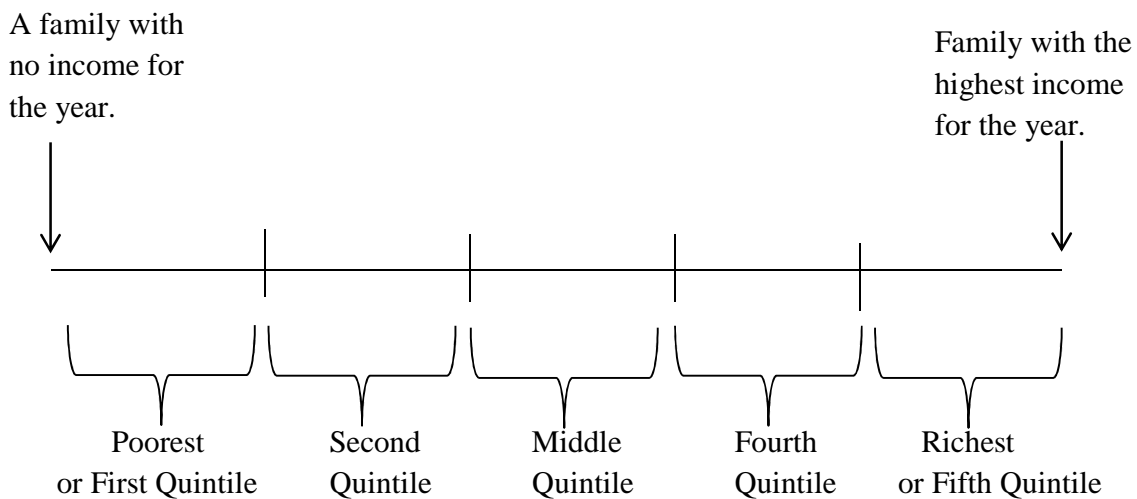 A family with
no income for
the year.
Family with the
highest income
for the year.
Poorest
or First Quintile
Second
Quintile
Middle
Quintile
Fourth
Quintile
Richest
or Fifth Quintile